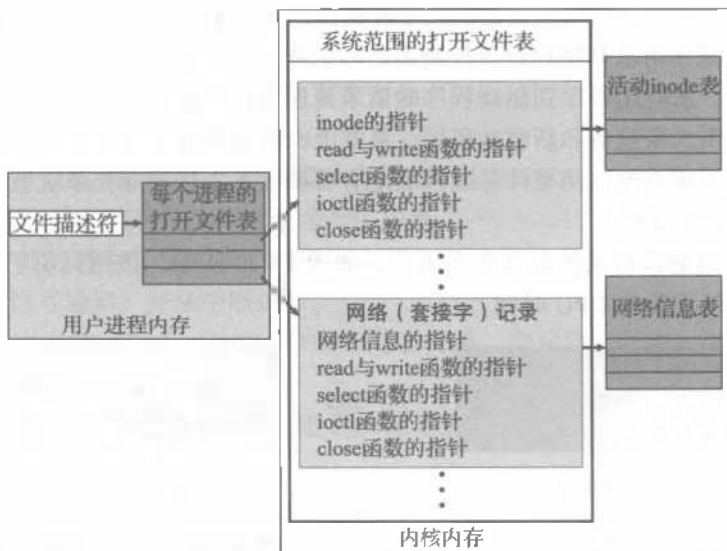 系统范围的打开文件表
inode的指针
read与write函数的指针
select函数的指针
ioctl函数的指针
close函数的指针
活动inode表
文件描述符
每个进程的
打开文件表
用户进程内存
网络（套接字）记录
网络信息的指针
read与write函数的指针
select函数的指针
ioctl函数的指针
close函数的指针
网络信息表
内核内存